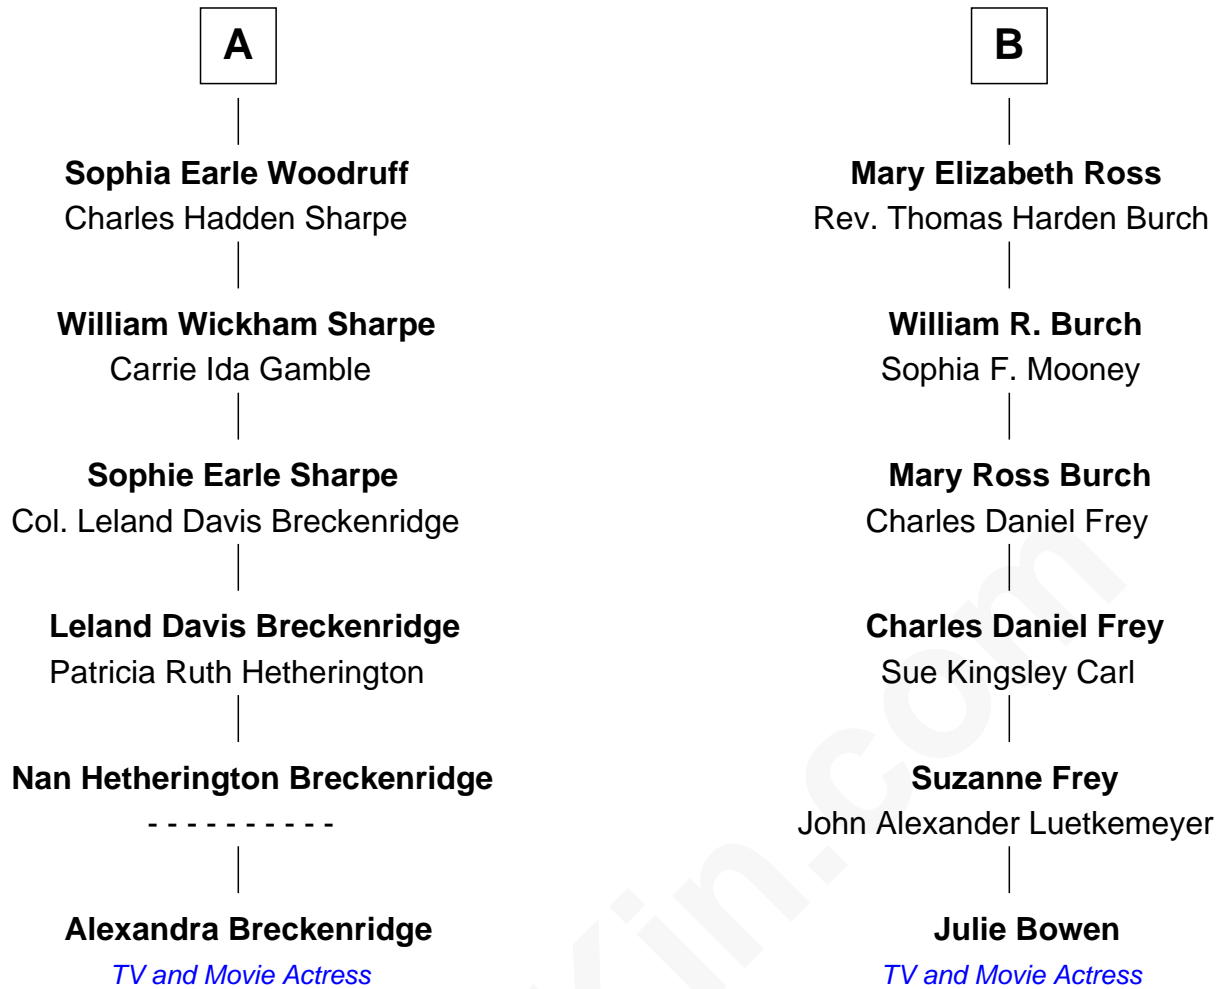 A
Sophia Earle Woodruff
Charles Hadden Sharpe
William Wickham Sharpe
Carrie Ida Gamble
Sophie Earle Sharpe
Col. Leland Davis Breckenridge
Leland Davis Breckenridge
Patricia Ruth Hetherington
Nan Hetherington Breckenridge
- - - - - - - - - -
Alexandra Breckenridge
TV and Movie Actress
B
Mary Elizabeth Ross
Rev. Thomas Harden Burch
William R. Burch
Sophia F. Mooney
Mary Ross Burch
Charles Daniel Frey
Charles Daniel Frey
Sue Kingsley Carl
Suzanne Frey
John Alexander Luetkemeyer
Julie Bowen
TV and Movie Actress
Kin.com